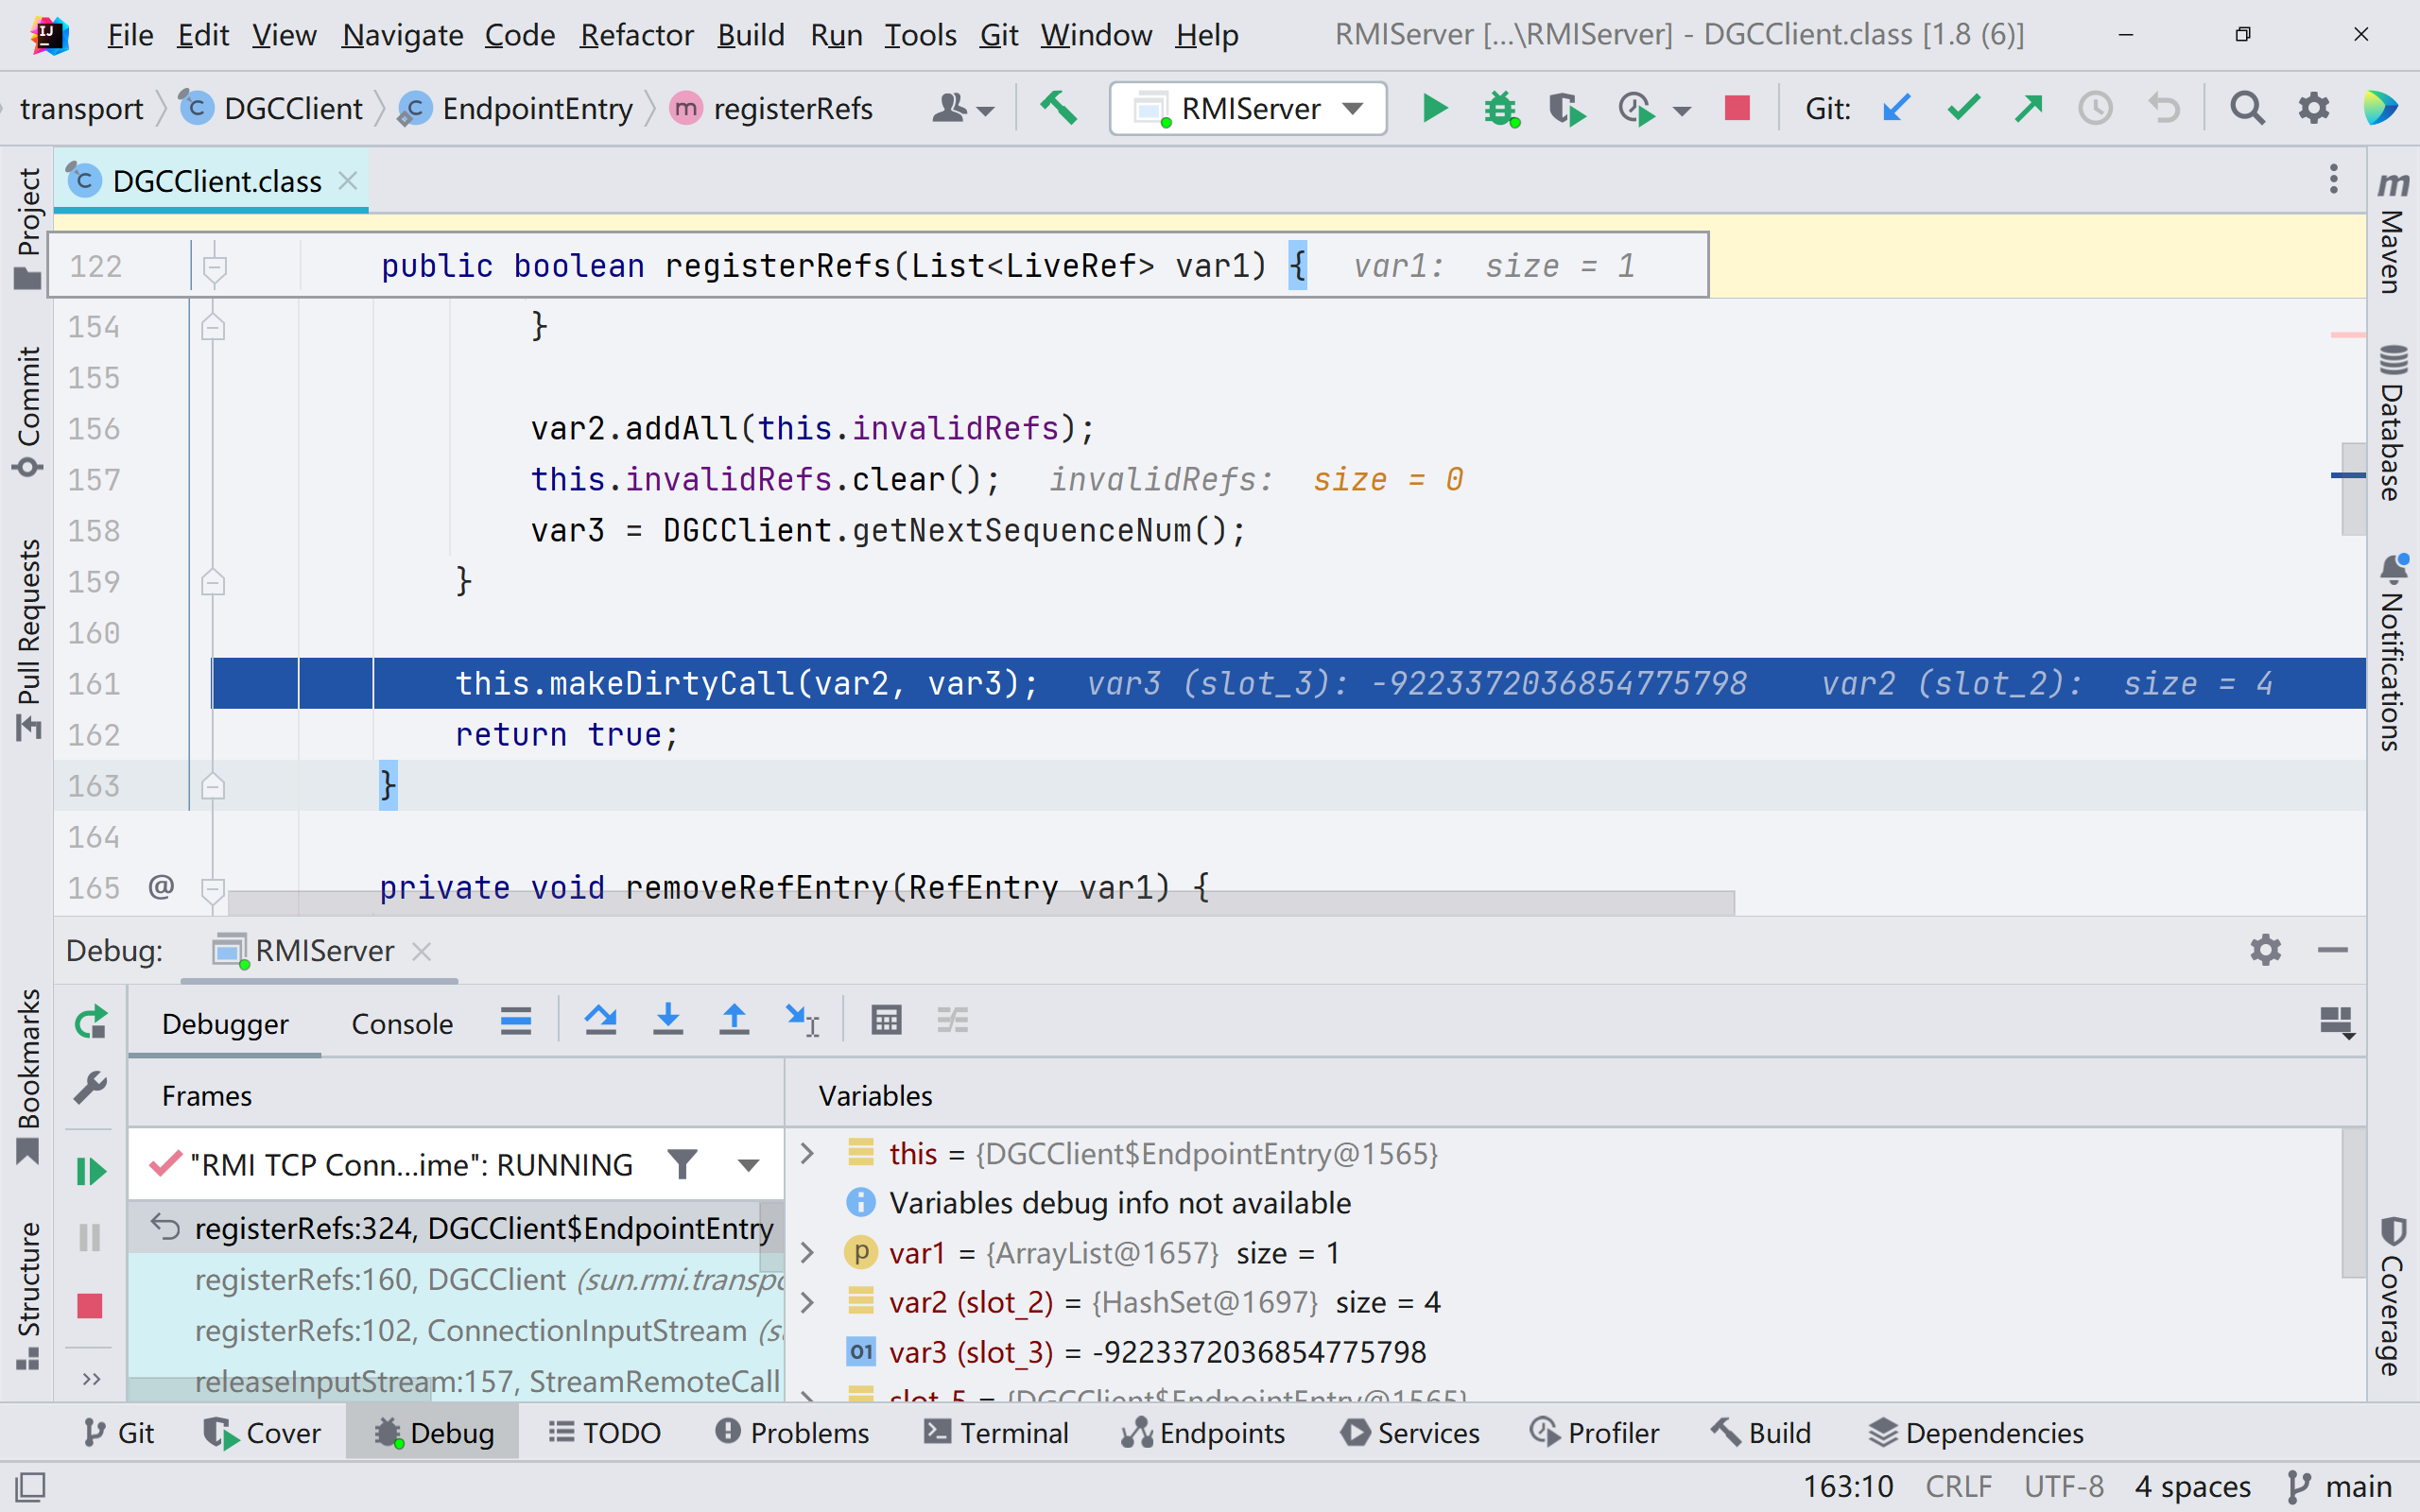 File Edit View Navigate Code Refactor Build Run Tools Git Window Help RMIServer [...\RMIServer] - DGCClient.class [1.8 (6)]
transport DGCClient EndpointEntry registerRefs RMIServer Git:
DGCClient.class
122 public boolean registerRefs(List<LiveRef> var1) { var1: size = 1
154 }
155
156 var2.addAll(this.invalidRefs);
157 this.invalidRefs.clear(); invalidRefs: size = 0
158 var3 = DGCClient.getNextSequenceNum();
159 }
160
161 this.makeDirtyCall(var2, var3); var3 (slot_3): -9223372036854775798 var2 (slot_2): size = 4
162 return true;
163 }
164
165 @ private void removeRefEntry(RefEntry var1) {
Project
Commit
Pull Requests
Bookmarks
Structure
Maven
Database
Notifications
Coverage
Debug: RMIServer
Debugger Console
Frames
"RMI TCP Conn...ime": RUNNING
registerRefs:324, DGCClient$EndpointEntry
registerRefs:160, DGCClient (sun.rmi.transpo
registerRefs:102, ConnectionInputStream (s
releaseInputStream:157, StreamRemoteCall
Variables
this = {DGCClient$EndpointEntry@1565}
Variables debug info not available
var1 = {ArrayList@1657} size = 1
var2 (slot_2) = {HashSet@1697} size = 4
01 var3 (slot_3) = -9223372036854775798
slot_5 = {DGCClient$EndpointEntry@1565}
Git Cover Debug TODO Problems Terminal Endpoints Services Profiler Build Dependencies
163:10 CRLF UTF-8 4 spaces main